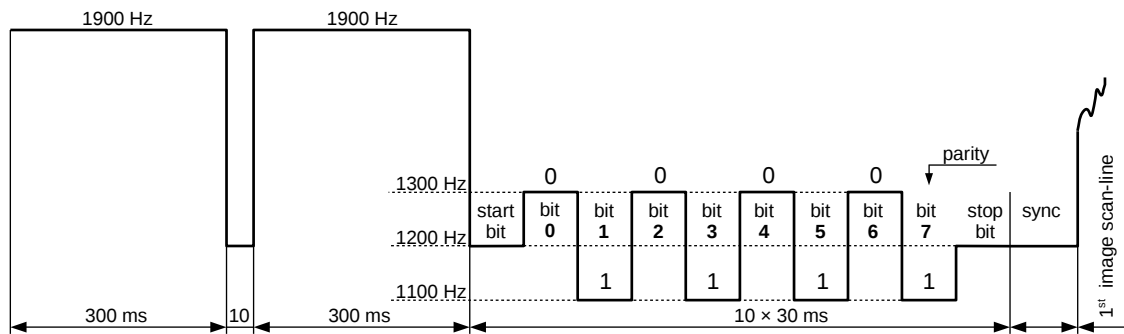 1900 Hz
1900 Hz
parity
0 0 0 0
1300 Hz
start bit
bit 0
bit 1
bit 2
bit 3
bit 4
bit 5
bit 6
bit 7
stop bit
sync
1200 Hz
1 1 1 1
1100 Hz
300 ms
10
300 ms
10 × 30 ms
1st image scan-line